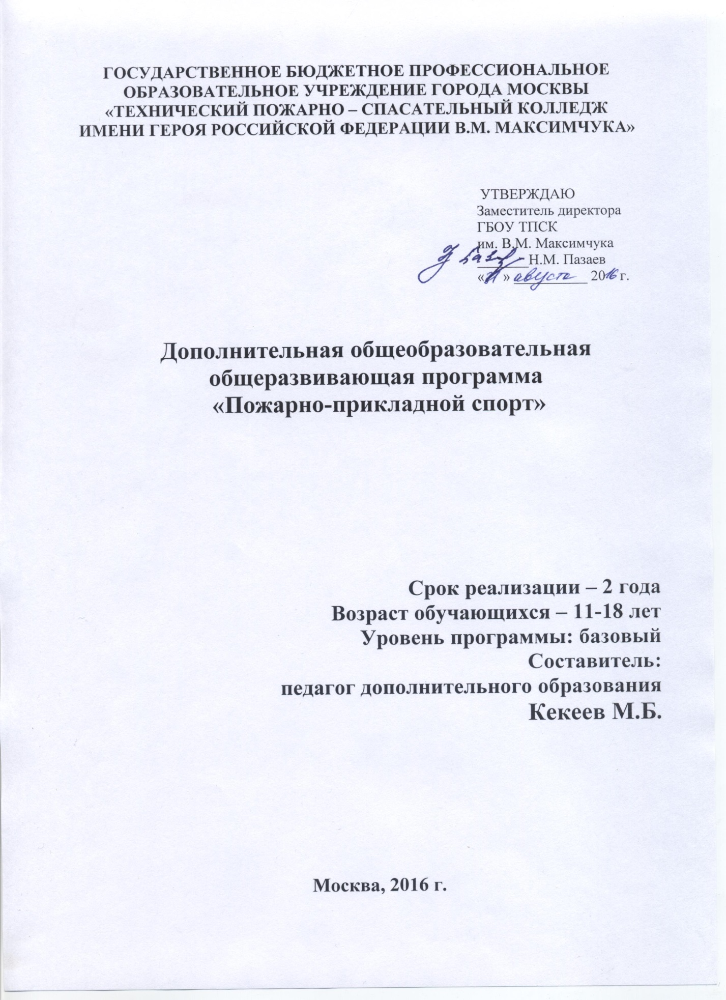 ГОСУДАРСТВЕННОЕ БЮДЖЕТНОЕ ПРОФЕССИОНАЛЬНОЕ
ОБРАЗОВАТЕЛЬНОЕ УЧРЕЖДЕНИЕ ГОРОДА МОСКВЫ
«ТЕХНИЧЕСКИЙ ПОЖАРНО – СПАСАТЕЛЬНЫЙ КОЛЛЕДЖ
ИМЕНИ ГЕРОЯ РОССИЙСКОЙ ФЕДЕРАЦИИ В.М. МАКСИМЧУКА»
УТВЕРЖДАЮ
Заместитель директора
ГБОУ ТПСК
им. В.М. Максимчука
Н.М. Пазаев
« » августа 2016 г.
Дополнительная общеобразовательная
общеразвивающая программа
«Пожарно-прикладной спорт»
Срок реализации – 2 года
Возраст обучающихся – 11-18 лет
Уровень программы: базовый
Составитель:
педагог дополнительного образования
Кекеев М.Б.
Москва, 2016 г.